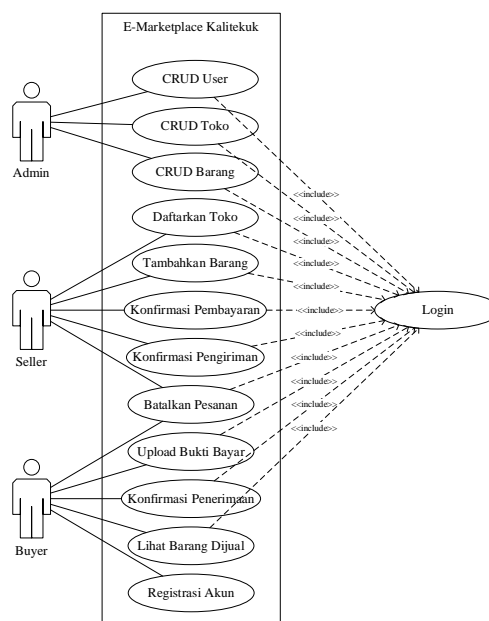 E-Marketplace Kalitekuk
CRUD User
CRUD Toko
Admin
CRUD Barang
<<include>>
Daftarkan Toko
<<include>>
<<include>>
Tambahkan Barang
<<include>>
<<include>>
Konfirmasi Pembayaran
<<include>>
Login
<<include>>
Seller
Konfirmasi Pengiriman
<<include>>
<<include>>
Batalkan Pesanan
<<include>>
Upload Bukti Bayar
<<include>>
Konfirmasi Penerimaan
Buyer
Lihat Barang Dijual
Registrasi Akun